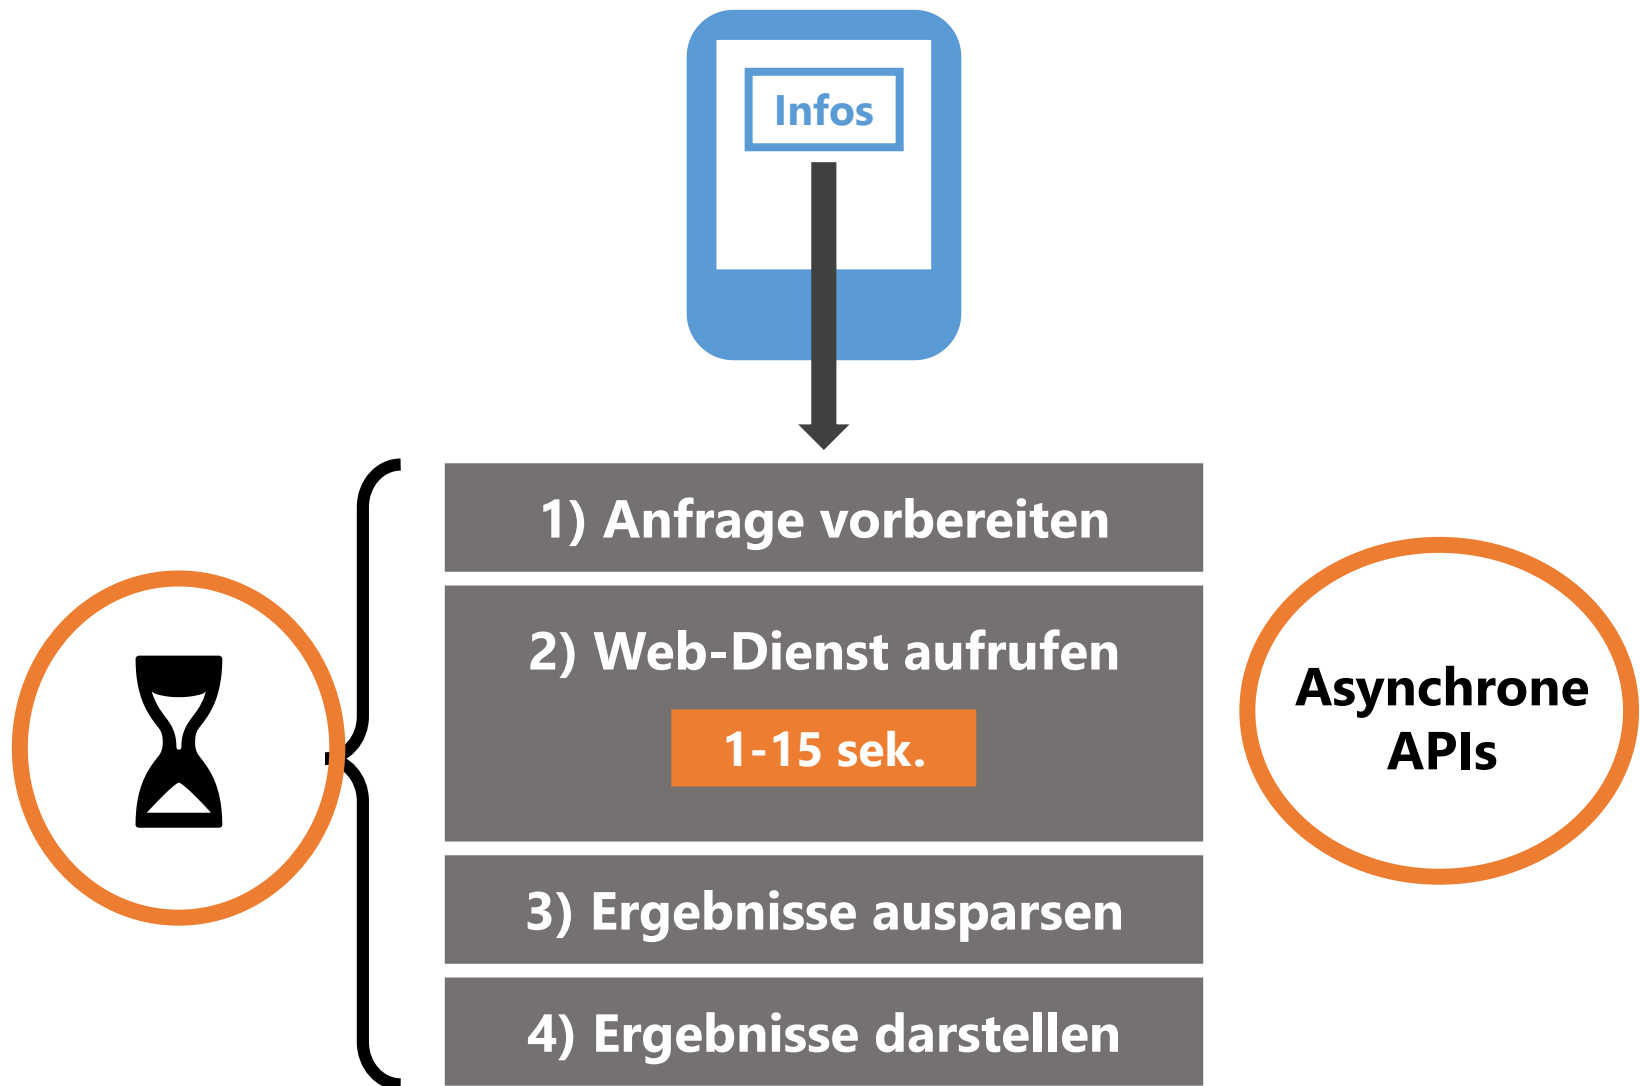 Infos
1) Anfrage vorbereiten
2) Web-Dienst aufrufen
1-15 sek.
3) Ergebnisse ausparsen
4) Ergebnisse darstellen
Asynchrone
APIs